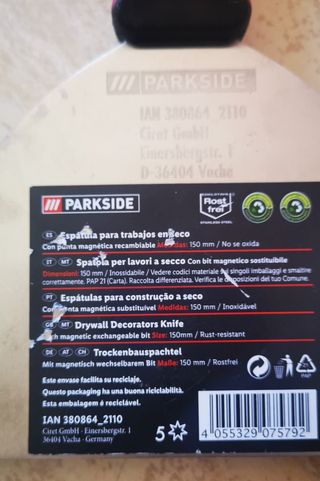 PARKSIDE
IAN 380864_2110
Ciret GmbH
Einersbergstr. 1
D-36404 Vacha
PARKSIDE
Rost
frei
STAINLESS STEEL
ES Espátula para trabajos en seco
Con punta magnética recambiable Medidas: 150 mm / No se oxida
IT MT Spatola per lavori a secco Con bit magnetico sostituibile
Dimensioni: 150 mm / Inossidabile / Vedere codici materiale sui singoli imballaggi e smaltire
correttamente. PAP 21 (Carta). Raccolta differenziata. Verifica le disposizioni del tuo Comune.
PT Espátulas para construção a seco
Com punta magnética substituível Medidas: 150 mm / Inoxidável
GB MT Drywall Decorators Knife
With magnetic exchangeable bit Size: 150mm / Rust-resistant
DE AT CH Trockenbauspachtel
Mit magnetisch wechselbarem Bit Maße: 150 mm / Rostfrei
Este envase facilita su reciclaje.
Questo packaging ha una buona riciclabilità.
Esta embalagem é reciclável.
IAN 380864_2110
Ciret GmbH · Einersbergstr. 1
36404 Vacha · Germany
5
21
PAP
4 055329 075792